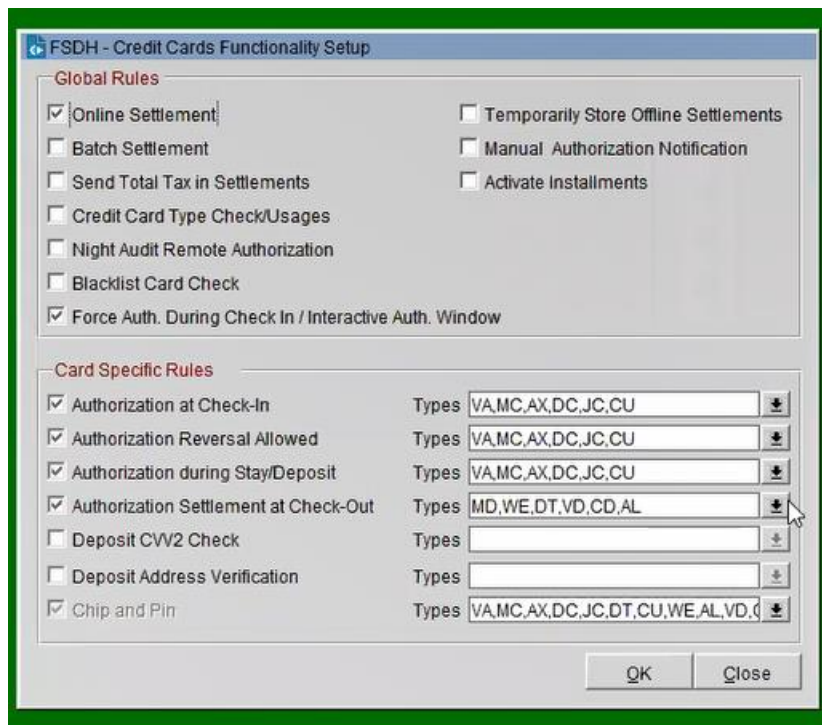 FSDH - Credit Cards Functionality Setup
Global Rules
Online Settlement
Temporarily Store Offline Settlements
Batch Settlement
Manual Authorization Notification
Send Total Tax in Settlements
Activate Installments
Credit Card Type Check/Usages
Night Audit Remote Authorization
Blacklist Card Check
Force Auth. During Check In / Interactive Auth. Window
Card Specific Rules
Authorization at Check-In Types VA,MC,AX,DC,JC,CU
Authorization Reversal Allowed Types VA,MC,AX,DC,JC,CU
Authorization during Stay/Deposit Types VA,MC,AX,DC,JC,CU
Authorization Settlement at Check-Out Types MD,WE,DT,VD,CD,AL
Deposit CVV2 Check Types
Deposit Address Verification Types
Chip and Pin Types VA,MC,AX,DC,JC,DT,CU,WE,AL,VD,
OK Close